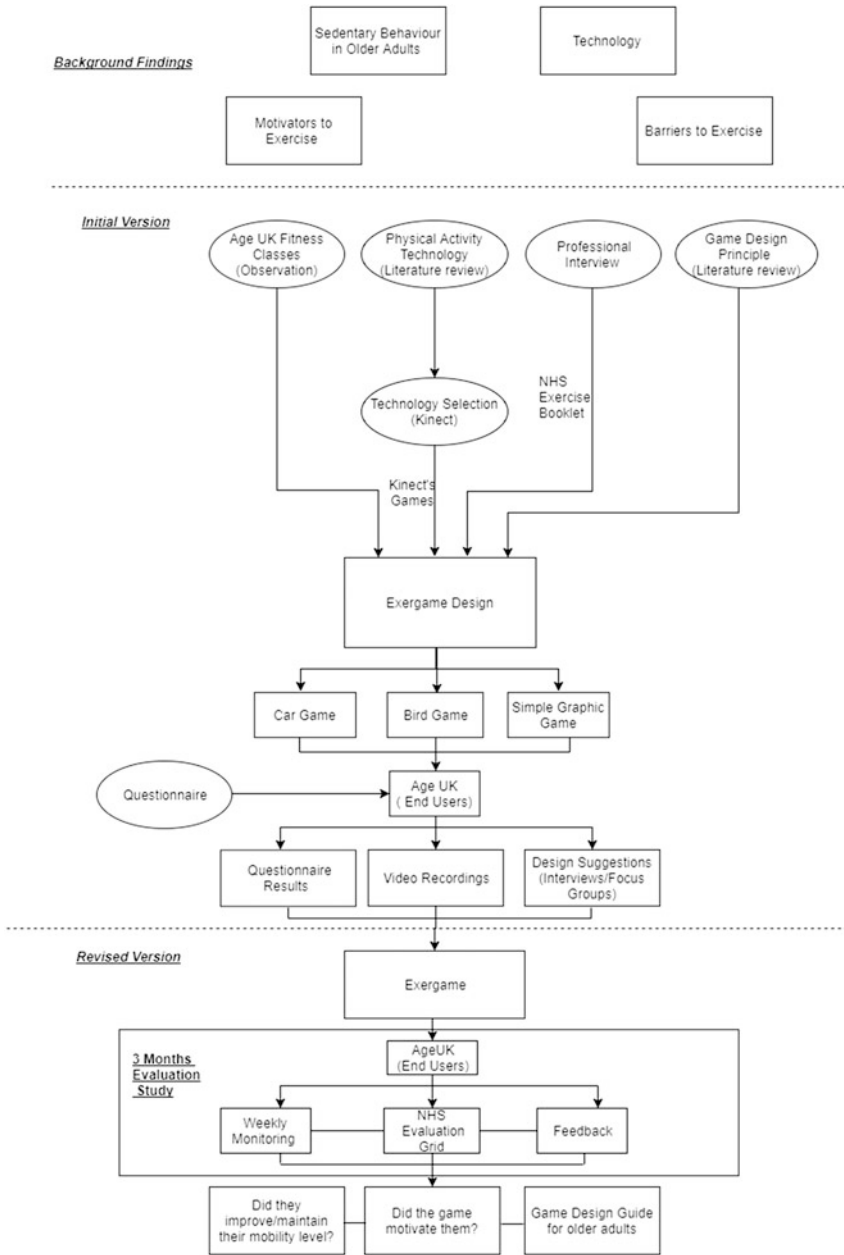 Sedentary Behaviour
in Older Adults
Technology
Background Findings
Motivators to
Exercise
Barriers to Exercise
Initial Version
Age UK Fitness
Classes
(Observation)
Physical Activity
Technology
(Literature review)
Professional
Interview
Game Design
Principle
(Literature review)
NHS
Exercise
Booklet
Technology Selection
(Kinect)
Kinect's
Games
Exergame Design
Car Game
Bird Game
Simple Graphic
Game
Questionnaire
Age UK
( End Users)
Questionnaire
Results
Video Recordings
Design Suggestions
(Interviews/Focus
Groups)
Revised Version
Exergame
3 Months
Evaluation
Study
AgeUK
(End Users)
Weekly
Monitoring
NHS
Evaluation
Grid
Feedback
Did they
improve/maintain
their mobility level?
Did the game
motivate them?
Game Design Guide
for older adults